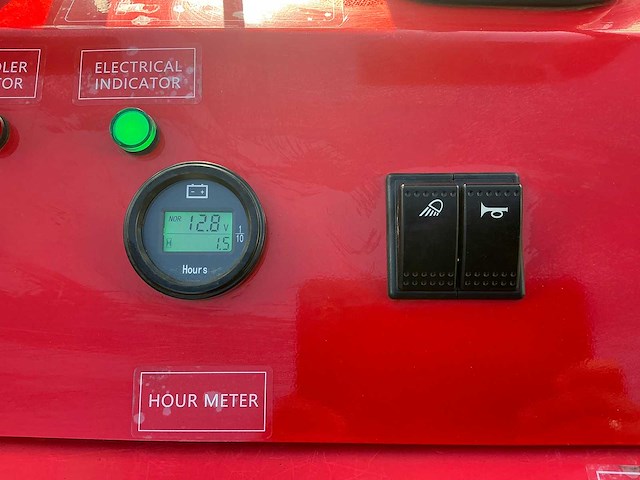 ELECTRICAL
INDICATOR
NOR 12.8 V
1/10
H 1.5
Hours
HOUR METER